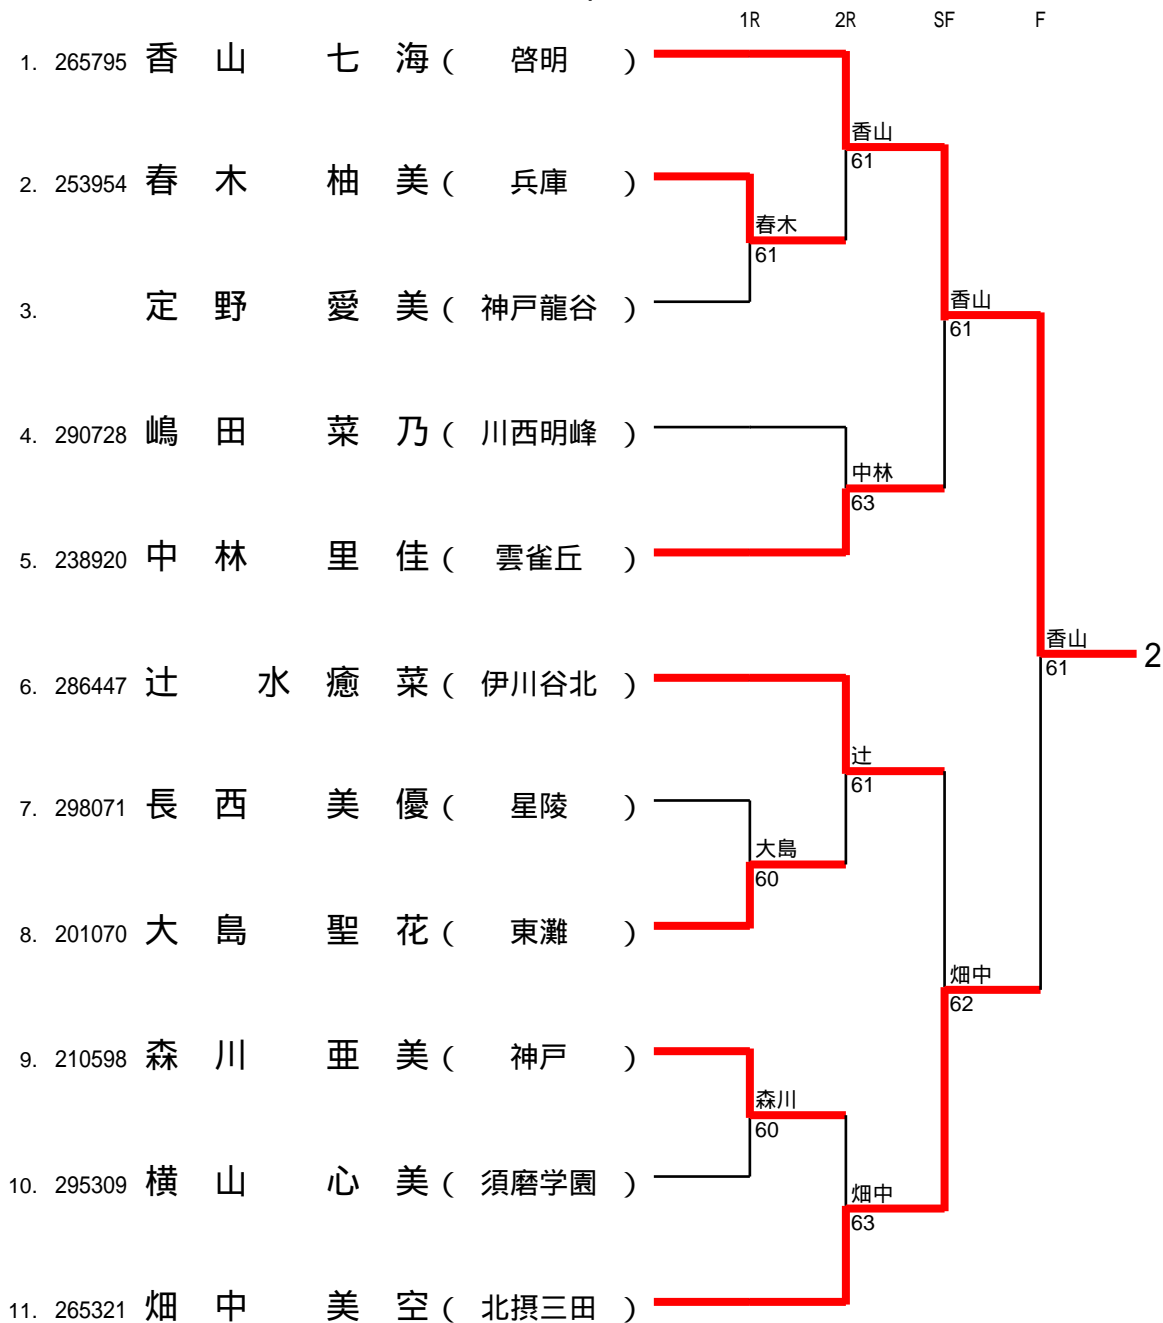 1R 2R SF F
1. 265795 香山 七海 ( 啓明 )
香山
61
2. 253954 春木 柚美 ( 兵庫 )
春木
61
3. 定野 愛美 ( 神戸龍谷 )
香山
61
4. 290728 嶋田 菜乃 ( 川西明峰 )
中林
63
5. 238920 中林 里佳 ( 雲雀丘 )
香山
61
2
6. 286447 辻 水癒菜 ( 伊川谷北 )
辻
61
7. 298071 長西 美優 ( 星陵 )
大島
60
8. 201070 大島 聖花 ( 東灘 )
畑中
62
9. 210598 森川 亜美 ( 神戸 )
森川
60
10. 295309 横山 心美 ( 須磨学園 )
畑中
63
11. 265321 畑中 美空 ( 北摂三田 )